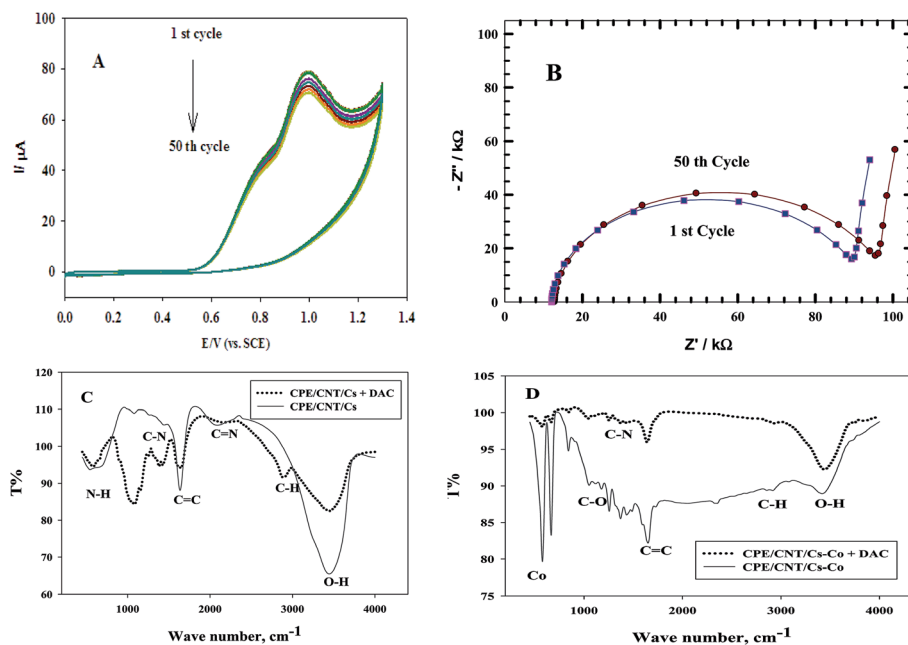 100
80
60
40
20
0
I/ µA
A
1 st cycle
50 th cycle
0.0 0.2 0.4 0.6 0.8 1.0 1.2 1.4
E/V (vs. SCE)
100
80
60
40
20
0
- Z'' / kΩ
B
50 th Cycle
1 st Cycle
0 20 40 60 80 100
Z' / kΩ
120
110
100
90
80
70
60
T%
C
CPE/CNT/Cs + DAC
CPE/CNT/Cs
C-N
C=N
N-H
C=C
C-H
O-H
1000 2000 3000 4000
Wave number, cm-1
105
100
95
90
85
80
75
T%
D
C-N
C-O
C-H
O-H
C=C
Co
CPE/CNT/Cs-Co + DAC
CPE/CNT/Cs-Co
1000 2000 3000 4000
Wave number, cm-1